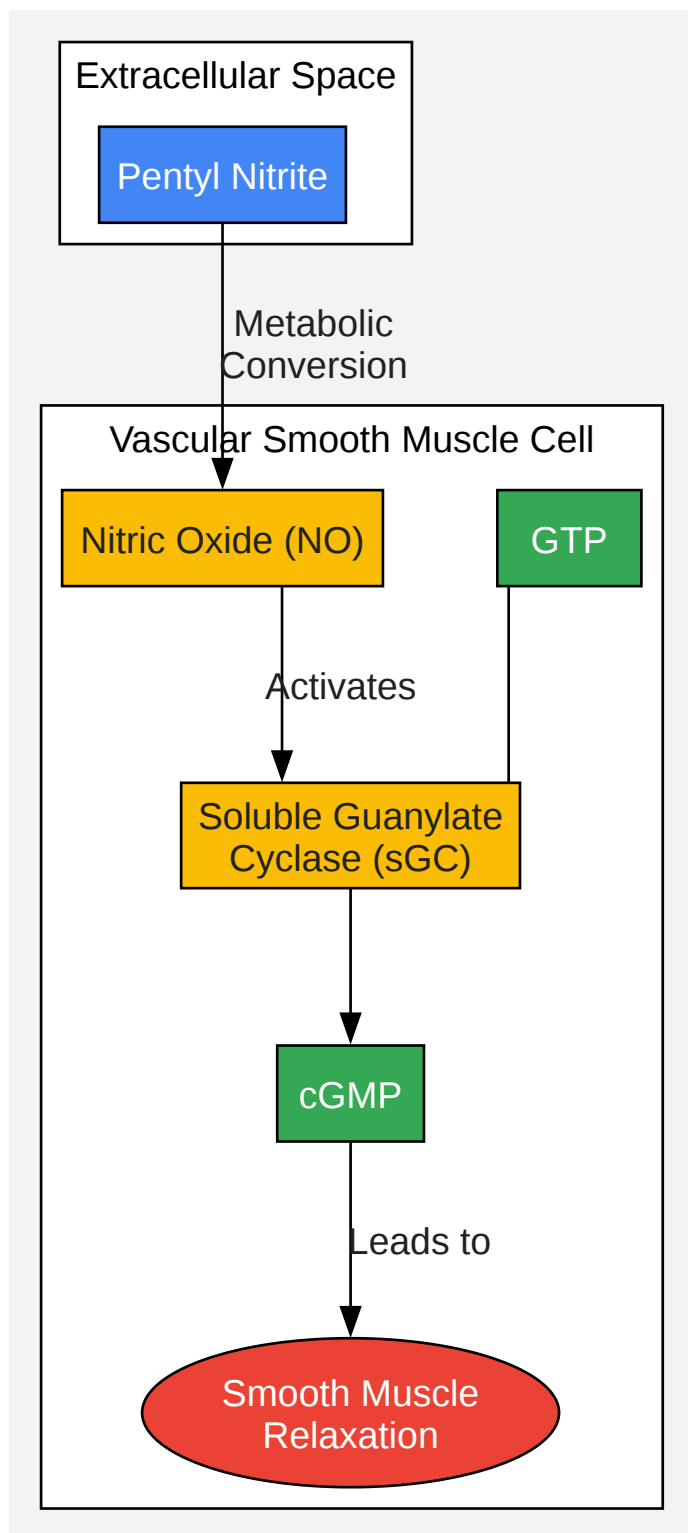 Extracellular Space
Pentyl Nitrite
Metabolic
Conversion
Vascular Smooth Muscle Cell
Nitric Oxide (NO)
GTP
Activates
Soluble Guanylate
Cyclase (sGC)
cGMP
Leads to
Smooth Muscle
Relaxation